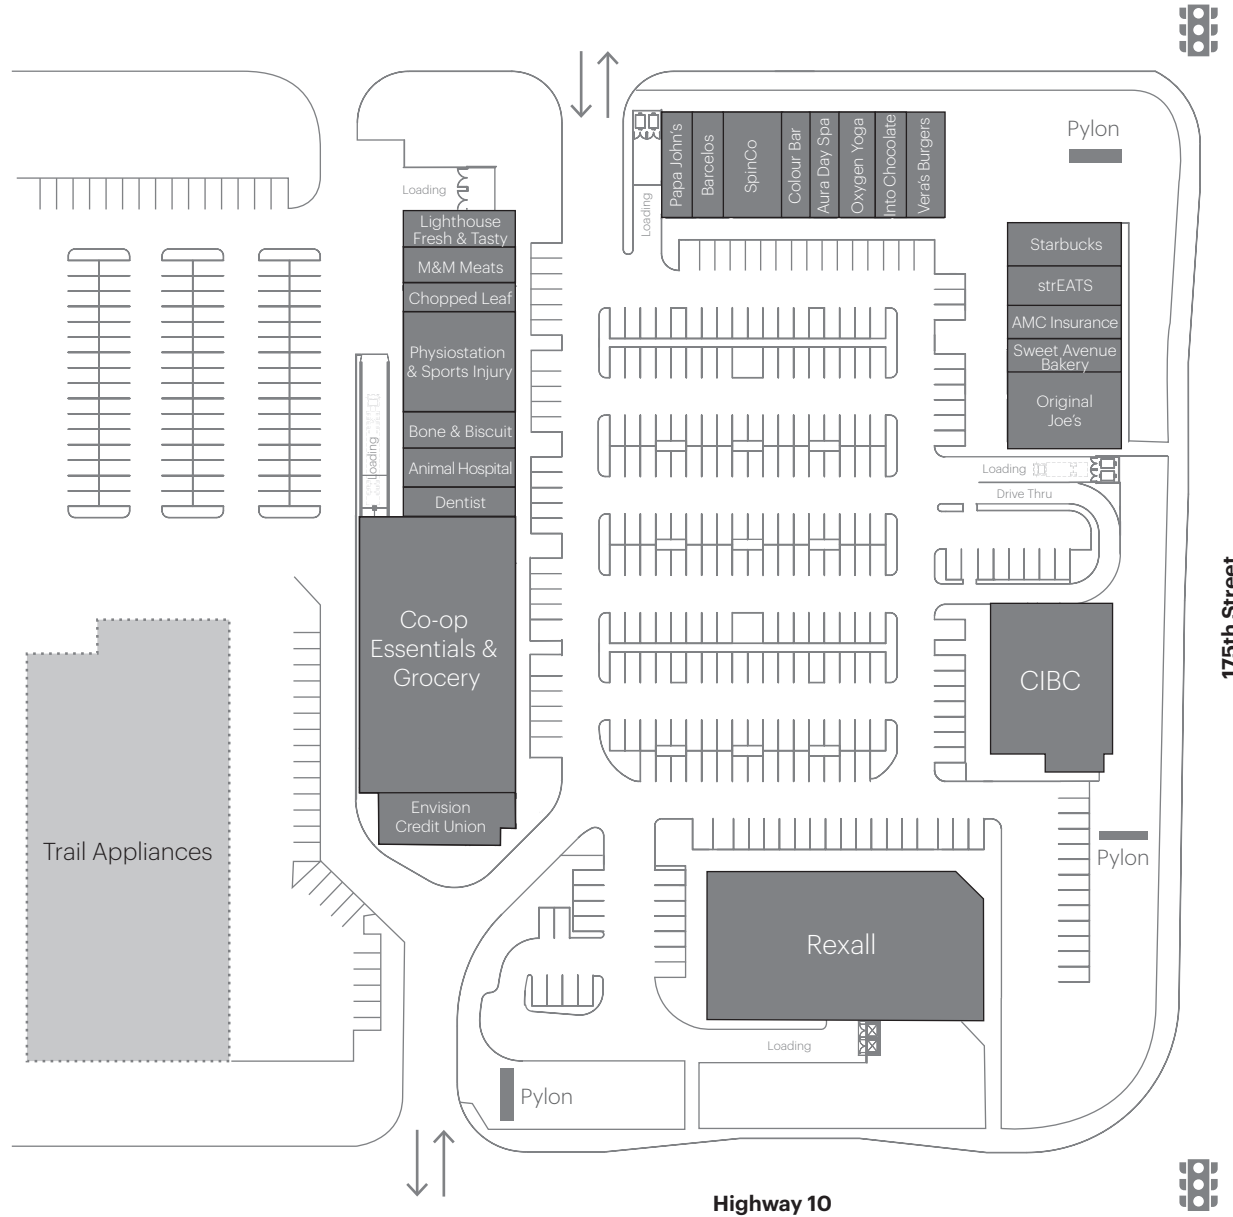 Pylon
Papa John's
Barcelos
SpinCo
Colour Bar
Aura Day Spa
Oxygen Yoga
Into Chocolate
Vera's Burgers
Loading
Loading
Lighthouse
Fresh & Tasty
M&M Meats
Chopped Leaf
Physiostation
& Sports Injury
Bone & Biscuit
Animal Hospital
Dentist
Loading
Starbucks
strEATS
AMC Insurance
Sweet Avenue
Bakery
Original
Joe's
Loading
Drive Thru
175th Street
Co-op
Essentials &
Grocery
CIBC
Envision
Credit Union
Trail Appliances
Pylon
Rexall
Loading
Pylon
Highway 10